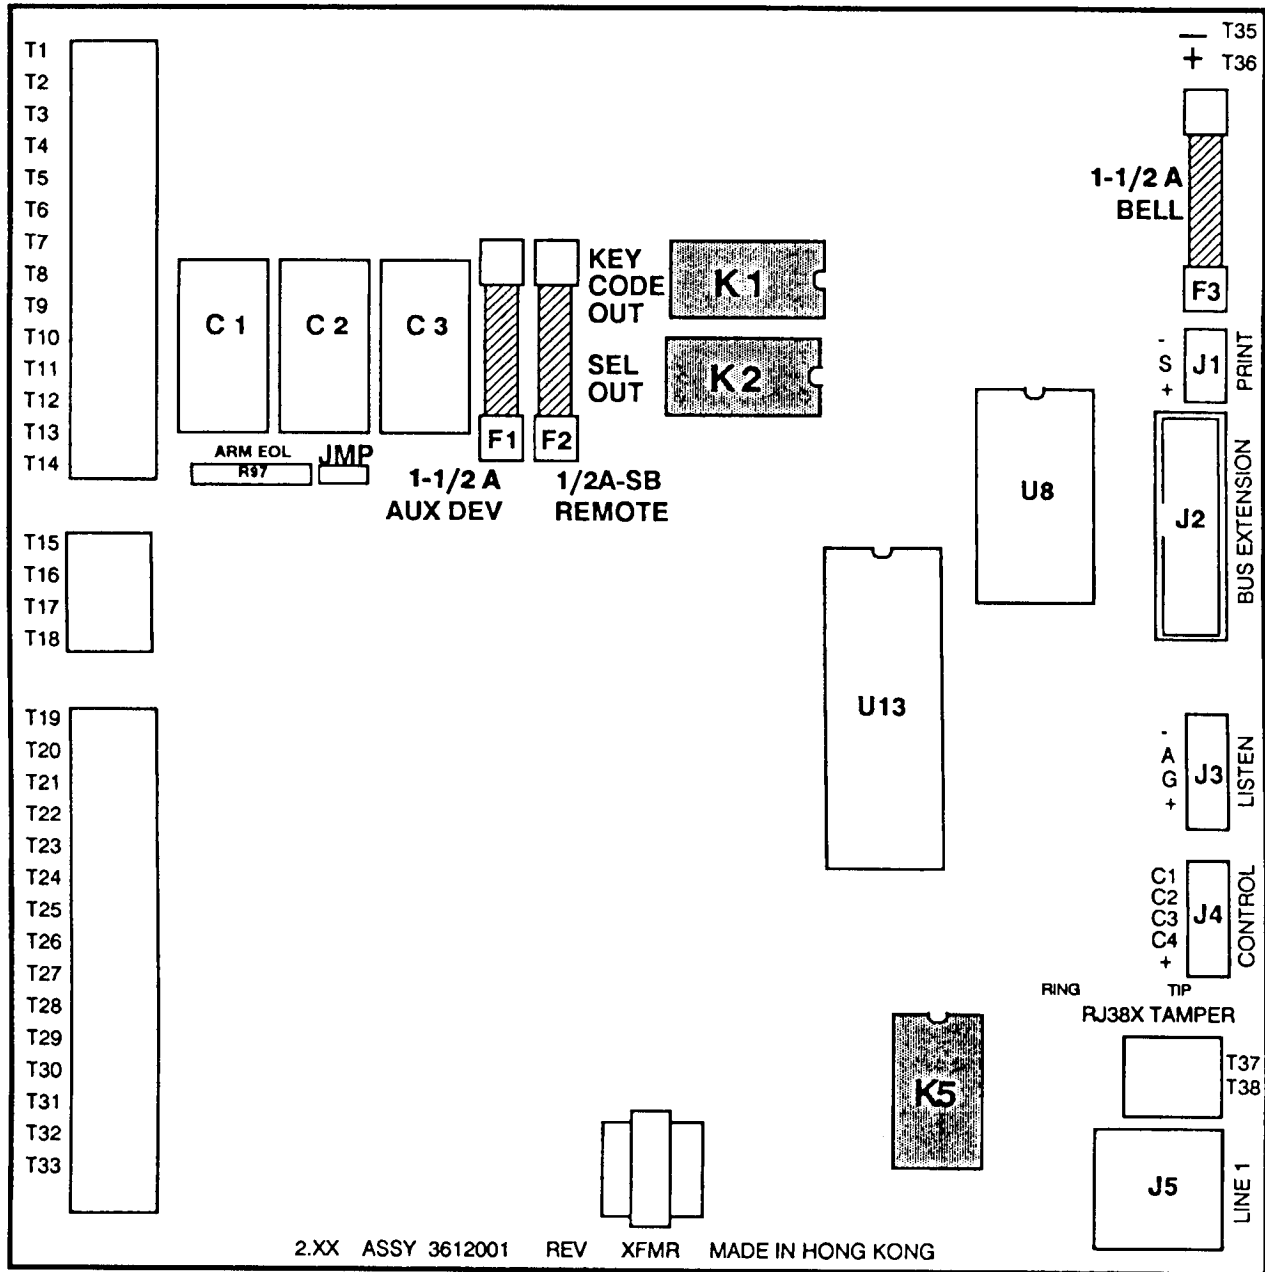 T1
T2
T3
T4
T5
T6
T7
T8
T9
T10
T11
T12
T13
T14
T15
T16
T17
T18
T19
T20
T21
T22
T23
T24
T25
T26
T27
T28
T29
T30
T31
T32
T33
C 1
C 2
C 3
ARM EOL
R97
JMP
F1
F2
1-1/2 A
AUX DEV
1/2A-SB
REMOTE
KEY
CODE
OUT
SEL
OUT
K1
K2
U8
U13
K5
— T35
+ T36
1-1/2 A
BELL
F3
-
S
+
J1
PRINT
J2
BUS EXTENSION
-
A
G
+
J3
LISTEN
C1
C2
C3
C4
+
J4
CONTROL
RING TIP
RJ38X TAMPER
T37
T38
J5
LINE 1
2.XX ASSY 3612001 REV XFMR MADE IN HONG KONG